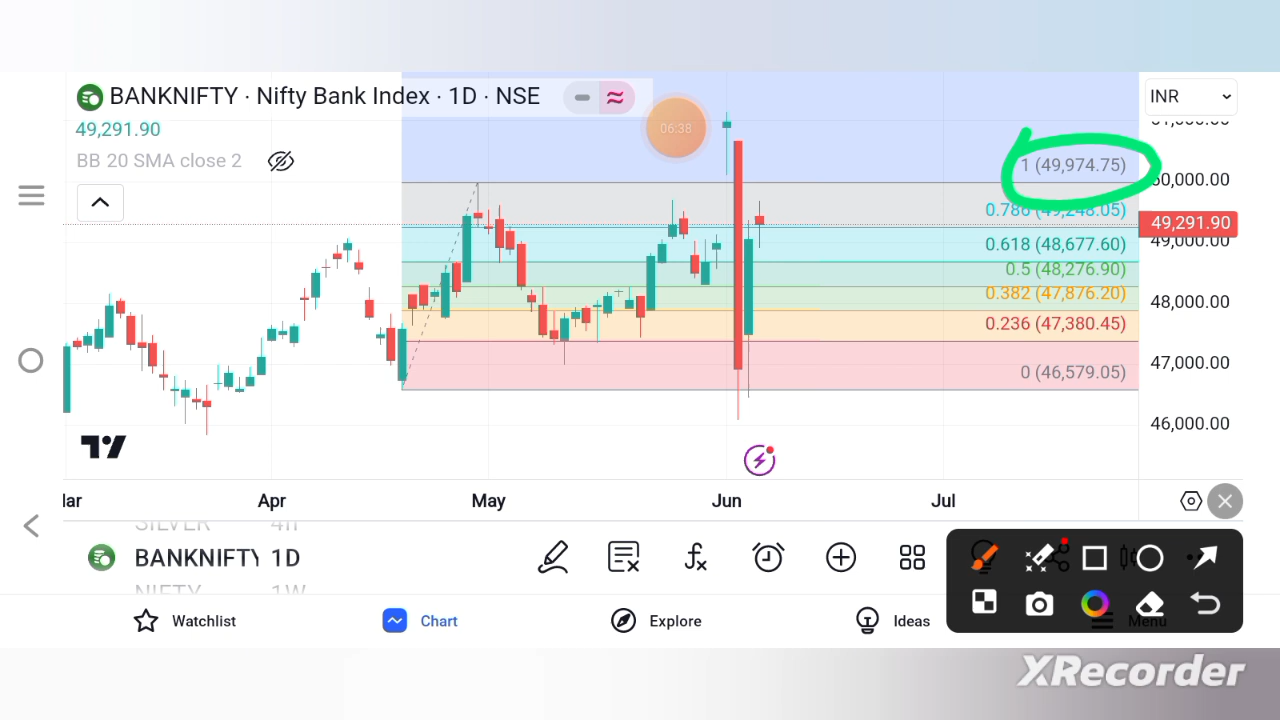 BANKNIFTY · Nifty Bank Index · 1D · NSE
INR
49,291.90
06:38
BB 20 SMA close 2
1 (49,974.75)
50,000.00
0.786 (49,248.05)
49,291.90
49,000.00
0.618 (48,677.60)
0.5 (48,276.90)
0.382 (47,876.20)
48,000.00
0.236 (47,380.45)
47,000.00
0 (46,579.05)
46,000.00
Apr
May
Jun
Jul
SILVER 4h
BANKNIFTY 1D
NIFTY 1W
Watchlist
Chart
Explore
Ideas
Menu
XRecorder